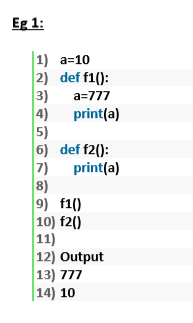 Eg 1:
1) a=10
2) def f1():
3)     a=777
4)     print(a)
5)
6) def f2():
7)     print(a)
8)
9) f1()
10) f2()
11)
12) Output
13) 777
14) 10